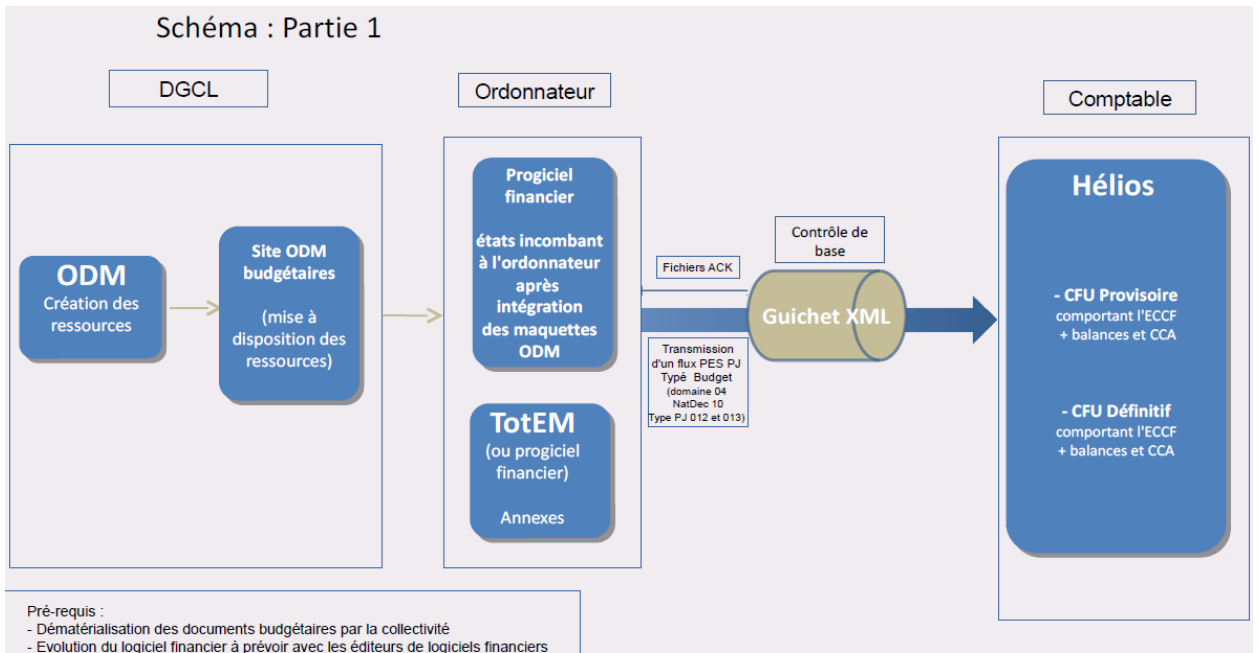 Schéma : Partie 1
DGCL
Ordonnateur
Comptable
ODM
Création des
ressources
Site ODM
budgétaires
(mise à
disposition des
ressources)
Progiciel
financier
états incombant
à l'ordonnateur
après
intégration
des maquettes
ODM
TotEM
(ou progiciel
financier)
Annexes
Fichiers ACK
Transmission
d'un flux PES PJ
Typé Budget
(domaine 04
NatDec 10
Type PJ 012 et 013)
Contrôle de
base
Guichet XML
Hélios
- CFU Provisoire
comportant l'ECCF
+ balances et CCA
- CFU Définitif
comportant l'ECCF
+ balances et CCA
Pré-requis :
- Dématérialisation des documents budgétaires par la collectivité
- Evolution du logiciel financier à prévoir avec les éditeurs de logiciels financiers